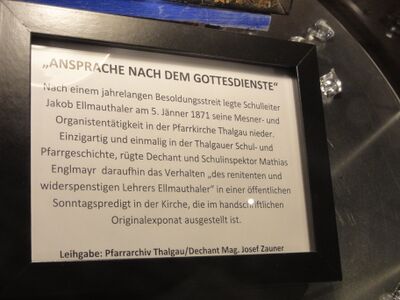 „ANSPRACHE NACH DEM GOTTESDIENSTE“
Nach einem jahrelangen Besoldungsstreit legte Schulleiter
Jakob Ellmauthaler am 5. Jänner 1871 seine Mesner- und
Organistentätigkeit in der Pfarrkirche Thalgau nieder.
Einzigartig und einmalig in der Thalgauer Schul- und
Pfarrgeschichte, rügte Dechant und Schulinspektor Mathias
Englmayr daraufhin das Verhalten „des renitenten und
widerspenstigen Lehrers Ellmauthaler“ in einer öffentlichen
Sonntagspredigt in der Kirche, die im handschriftlichen
Originalexponat ausgestellt ist.
Leihgabe: Pfarrarchiv Thalgau/Dechant Mag. Josef Zauner